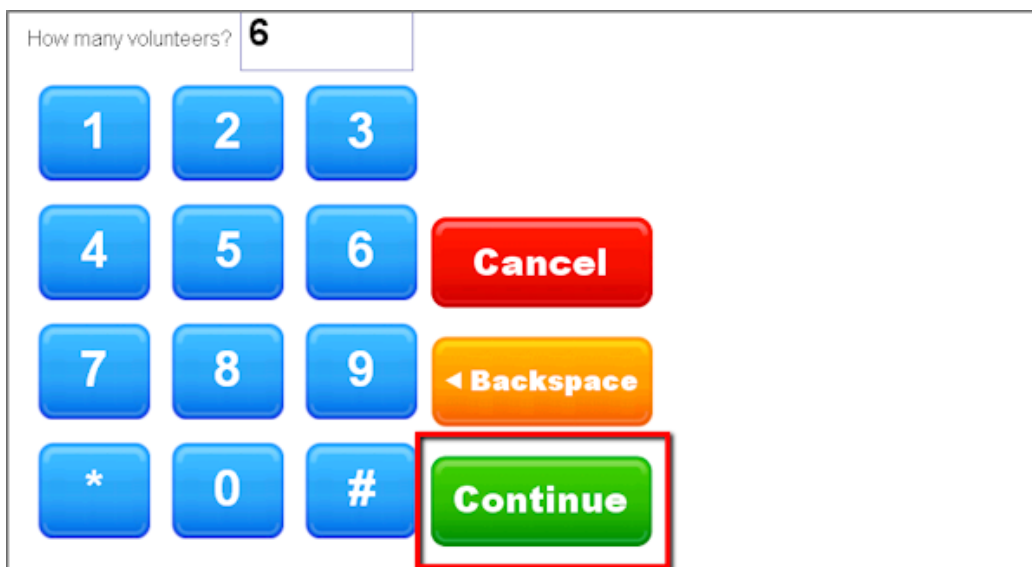 How many volunteers? 6
1 2 3
4 5 6 Cancel
7 8 9 ◄ Backspace
* 0 # Continue